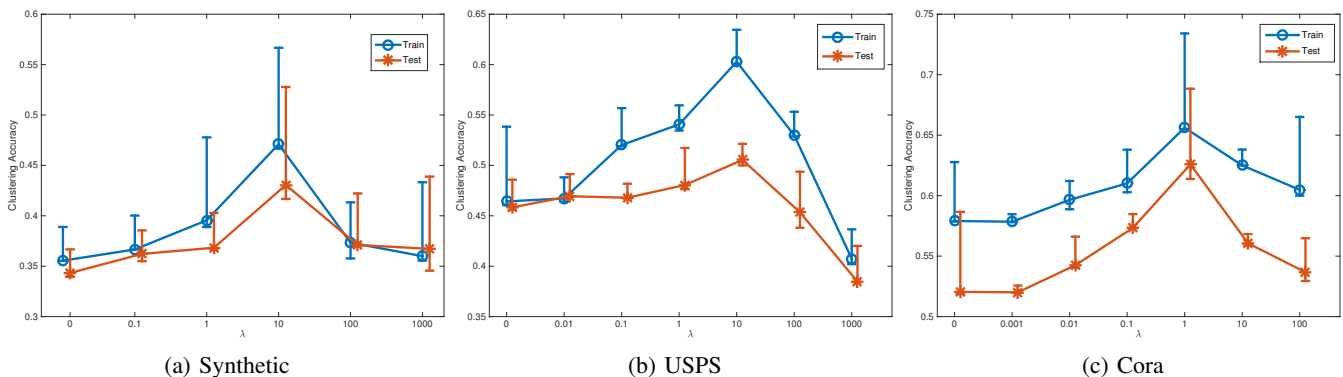 0.6
0.55
0.5
0.45
0.4
0.35
0.3
Clustering Accuracy
0 0.1 1 10 100 1000
λ
Train
Test
(a) Synthetic
0.65
0.6
0.55
0.5
0.45
0.4
0.35
Clustering Accuracy
0 0.01 0.1 1 10 100 1000
λ
Train
Test
(b) USPS
0.75
0.7
0.65
0.6
0.55
0.5
Clustering Accuracy
0 0.001 0.01 0.1 1 10 100
λ
Train
Test
(c) Cora